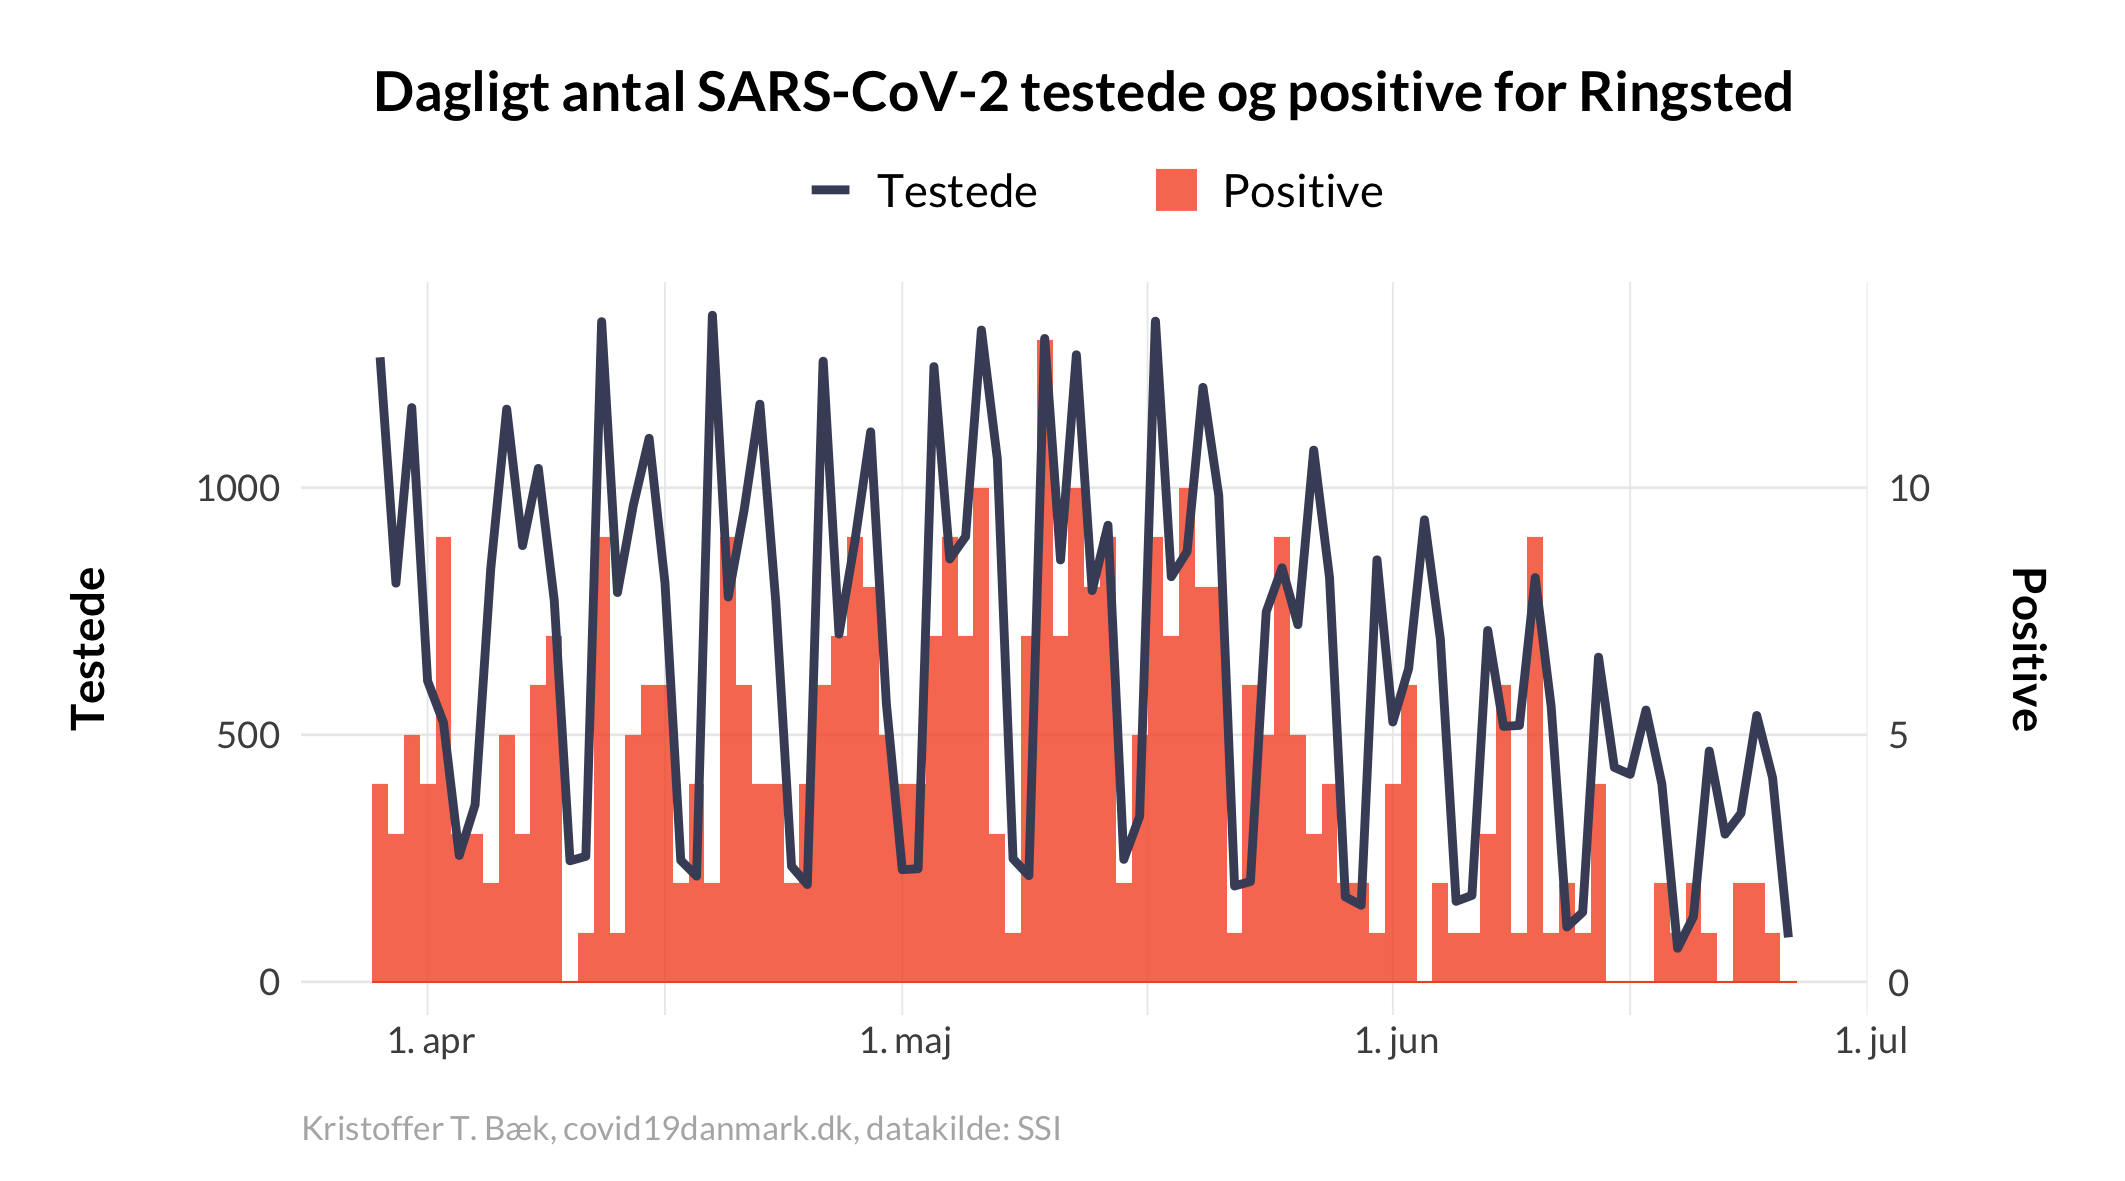 Dagligt antal SARS-CoV-2 testede og positive for Ringsted
Testede
Positive
Testede
1000
500
0
10
5
0
Positive
1. apr
1. maj
1. jun
1. jul
Kristoffer T. Bæk, covid19danmark.dk, datakilde: SSI